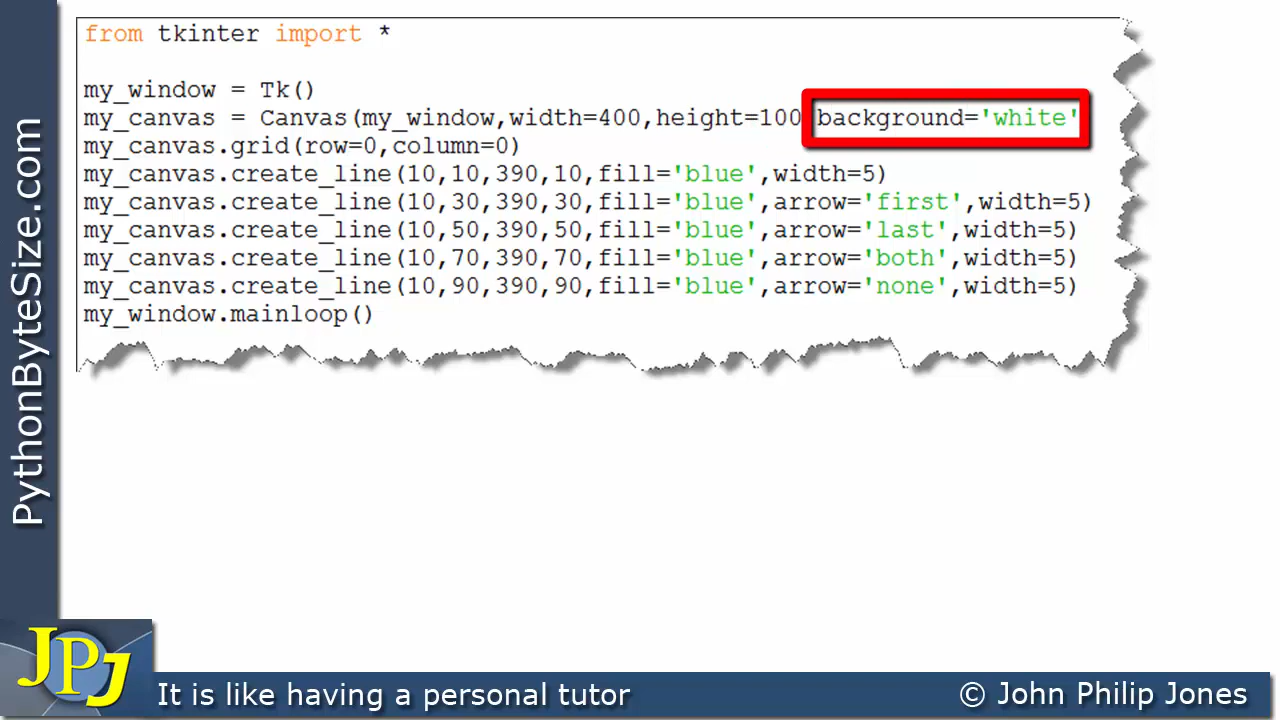 from tkinter import *
my_window = Tk()
my_canvas = Canvas(my_window,width=400,height=100 background='white'
my_canvas.grid(row=0,column=0)
my_canvas.create_line(10,10,390,10,fill='blue',width=5)
my_canvas.create_line(10,30,390,30,fill='blue',arrow='first',width=5)
my_canvas.create_line(10,50,390,50,fill='blue',arrow='last',width=5)
my_canvas.create_line(10,70,390,70,fill='blue',arrow='both',width=5)
my_canvas.create_line(10,90,390,90,fill='blue',arrow='none',width=5)
my_window.mainloop()
PythonByteSize.com
JPJ
It is like having a personal tutor
© John Philip Jones